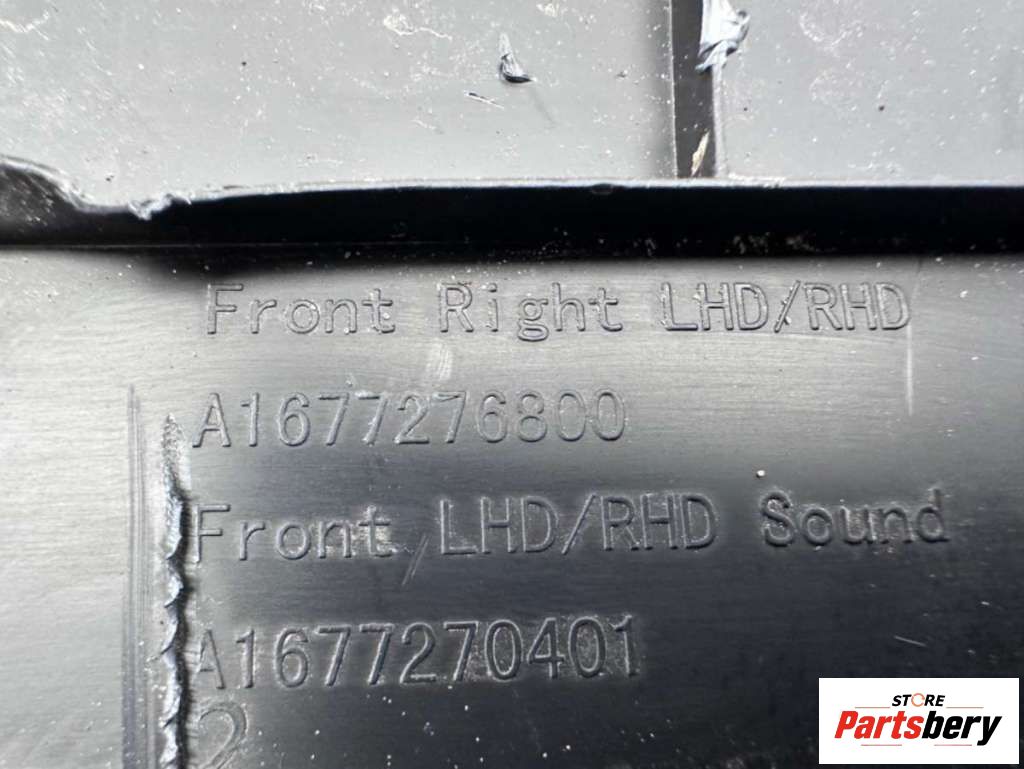 Front Right LHD/RHD
A1677276800
Front LHD/RHD Sound
A1677270401
2
STORE
Partsbery